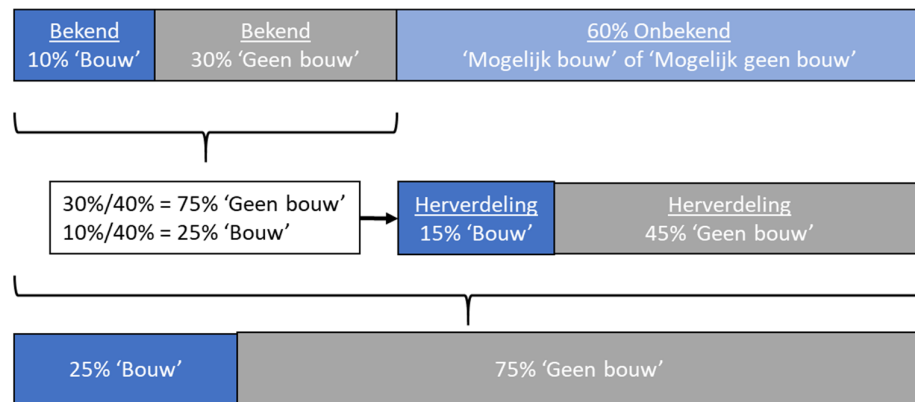 Bekend
10% ‘Bouw’
Bekend
30% ‘Geen bouw’
60% Onbekend
‘Mogelijk bouw’ of ‘Mogelijk geen bouw’
30%/40% = 75% ‘Geen bouw’
10%/40% = 25% ‘Bouw’
Herverdeling
15% ‘Bouw’
Herverdeling
45% ‘Geen bouw’
25% ‘Bouw’
75% ‘Geen bouw’